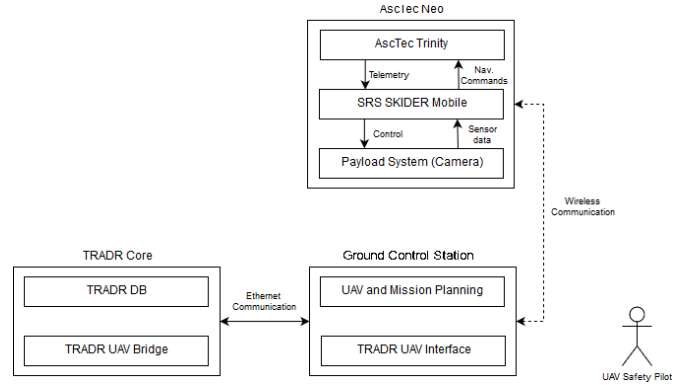 AscTec Neo
AscTec Trinity
Telemetry
Nav.
Commands
SRS SKIDER Mobile
Control
Sensor
data
Payload System (Camera)
Wireless
Communication
TRADR Core
Ground Control Station
TRADR DB
UAV and Mission Planning
Ethernet
Communication
TRADR UAV Bridge
TRADR UAV Interface
UAV Safety Pilot